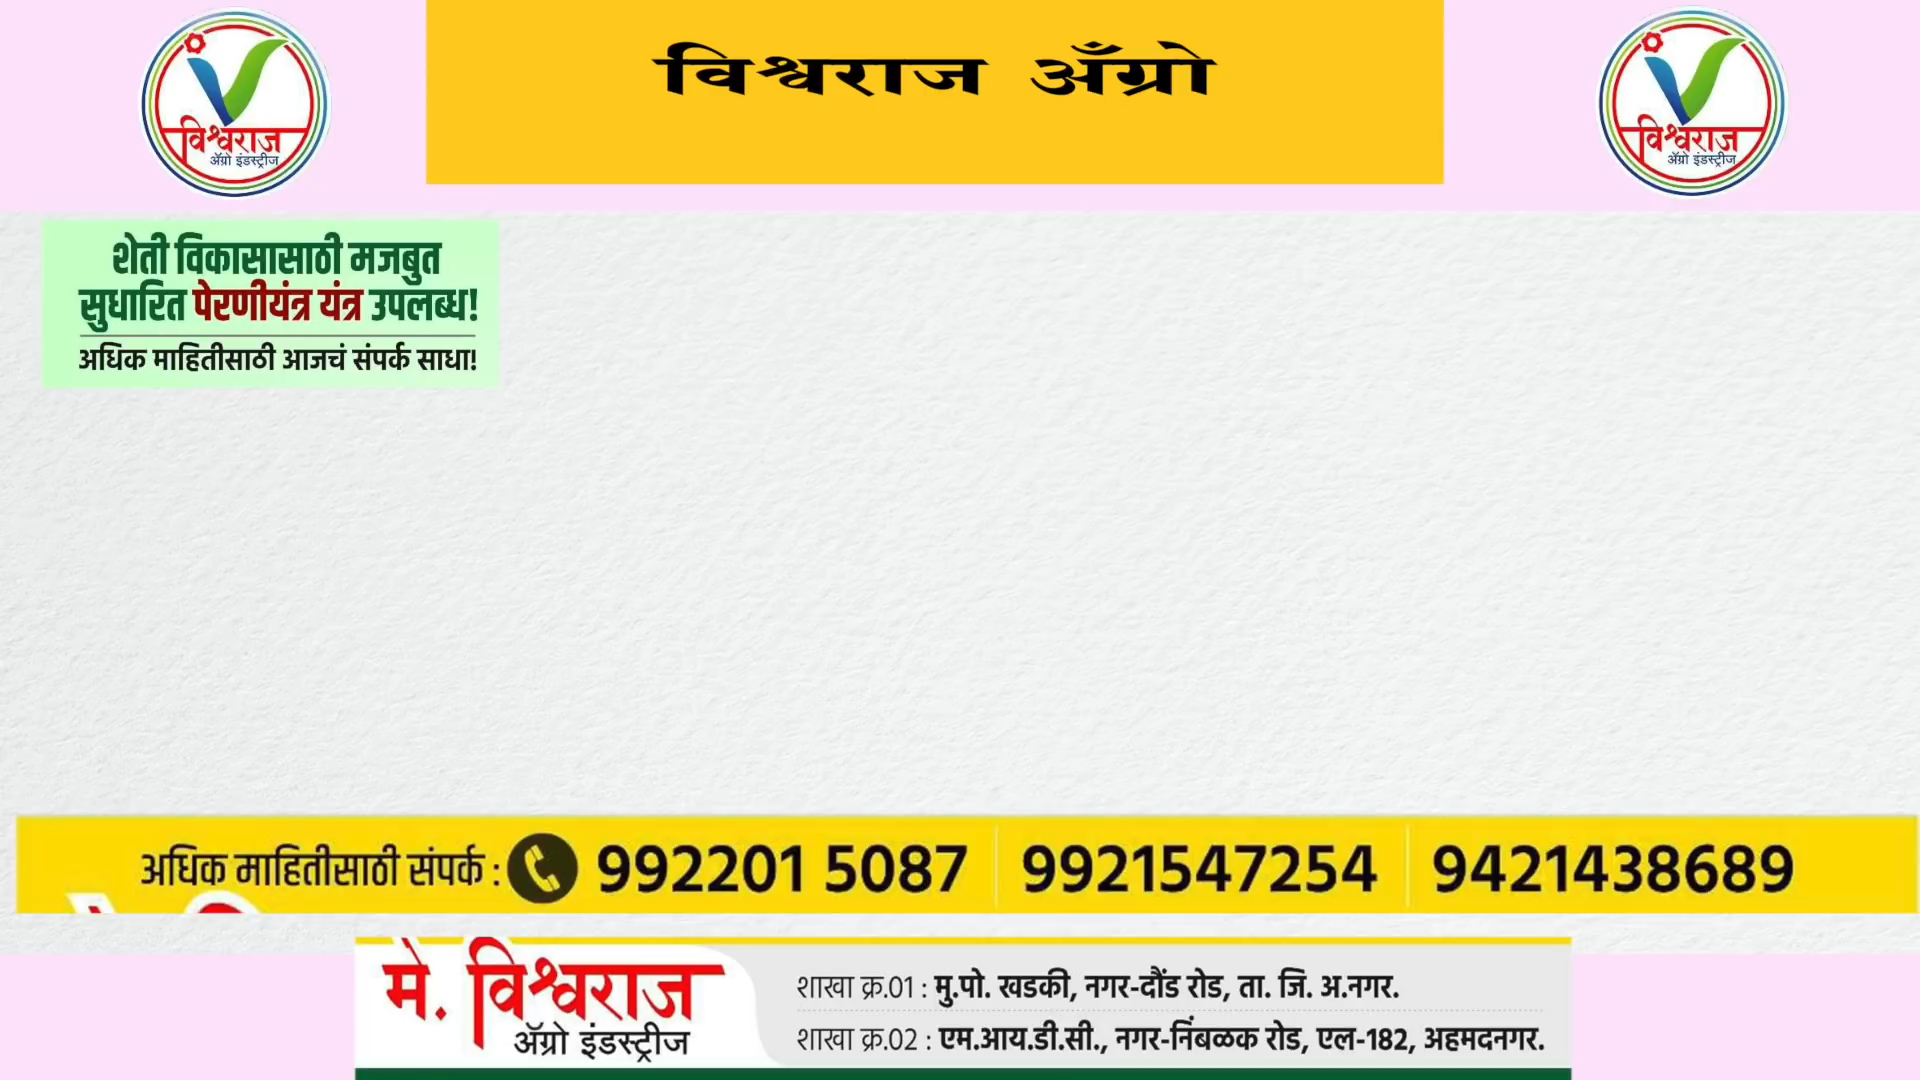 विश्वराज
ॲग्रो इंडस्ट्रीज
विश्वराज अँग्रो
विश्वराज
ॲग्रो इंडस्ट्रीज
शेती विकासासाठी मजबुत
सुधारित पेरणीयंत्र यंत्र उपलब्ध!
अधिक माहितीसाठी आजचं संपर्क साधा!
अधिक माहितीसाठी संपर्क : 992201 5087 9921547254 9421438689
मे. विश्वराज
ॲग्रो इंडस्ट्रीज
शाखा क्र.01 : मु.पो. खडकी, नगर-दौंड रोड, ता. जि. अ.नगर.
शाखा क्र.02 : एम.आय.डी.सी., नगर-निंबळक रोड, एल-182, अहमदनगर.